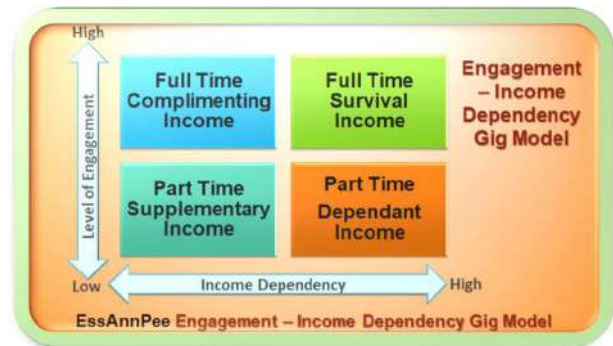 High
Full Time
Complimenting
Income
Full Time
Survival
Income
Engagement
– Income
Dependency
Gig Model
Level of Engagement
Part Time
Supplementary
Income
Part Time
Dependant
Income
Low
Income Dependency
High
EssAnnPee Engagement – Income Dependency Gig Model